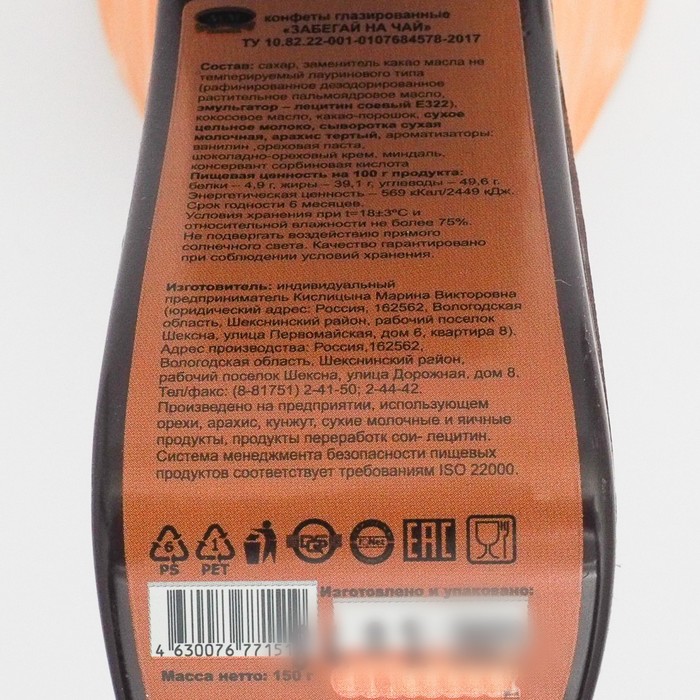 конфеты глазированные
«ЗАБЕГАЙ НА ЧАЙ»
ТУ 10.82.22-001-0107684578-2017
Состав: сахар, заменитель какао масла не
темперируемый лауринового типа
(рафинированное дезодорированное
растительное пальмоядровое масло,
эмульгатор – лецитин соевый Е322),
кокосовое масло, какао-порошок, сухое
цельное молоко, сыворотка сухая
молочная, арахис тертый, ароматизаторы:
ванилин ,ореховая паста,
шоколадно-ореховый крем, миндаль,
консервант сорбиновая кислота
Пищевая ценность на 100 г продукта:
белки – 4,9 г, жиры – 39,1 г, углеводы – 49,6 г.
Энергетическая ценность – 569 кКал/2449 кДж.
Срок годности 6 месяцев.
Условия хранения при t=18±3°С и
относительной влажности не более 75%.
Не подвергать воздействию прямого
солнечного света. Качество гарантировано
при соблюдении условий хранения.
Изготовитель: индивидуальный
предприниматель Кислицына Марина Викторовна
(юридический адрес: Россия, 162562, Вологодская
область, Шекснинский район, рабочий поселок
Шексна, улица Первомайская, дом 6, квартира 8).
Адрес производства: Россия,162562,
Вологодская область, Шекснинский район,
рабочий поселок Шексна, улица Дорожная, дом 8.
Тел/факс: (8-81751) 2-41-50; 2-44-42.
Произведено на предприятии, использующем
орехи, арахис, кунжут, сухие молочные и яичные
продукты, продукты переработк сои- лецитин.
Система менеджмента безопасности пищевых
продуктов соответствует требованиям ISO 22000.
6 1 IQNet EAC
PS PET
Изготовлено и упаковано:
4 630076 77151
Масса нетто: 150 г